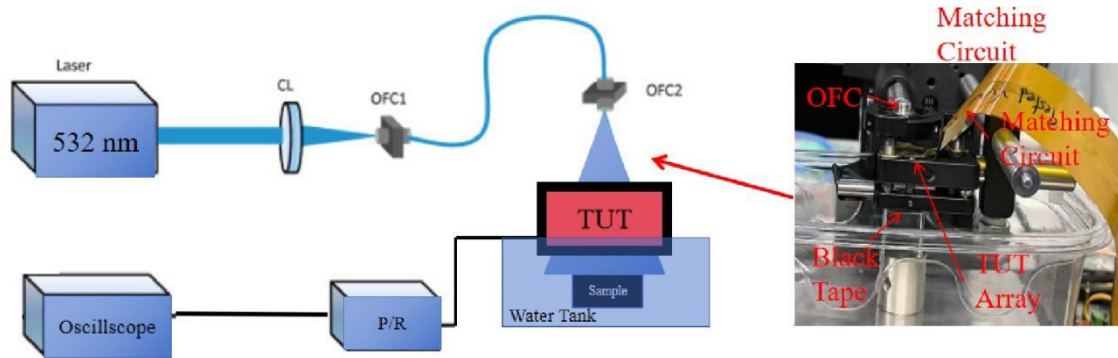 Laser
532 nm
CL
OFC1
OFC2
TUT
Sample
Water Tank
P/R
Oscillscope
Matching
Circuit
OFC
Tested
Matching
Circuit
Black
Tape
TUT
Array